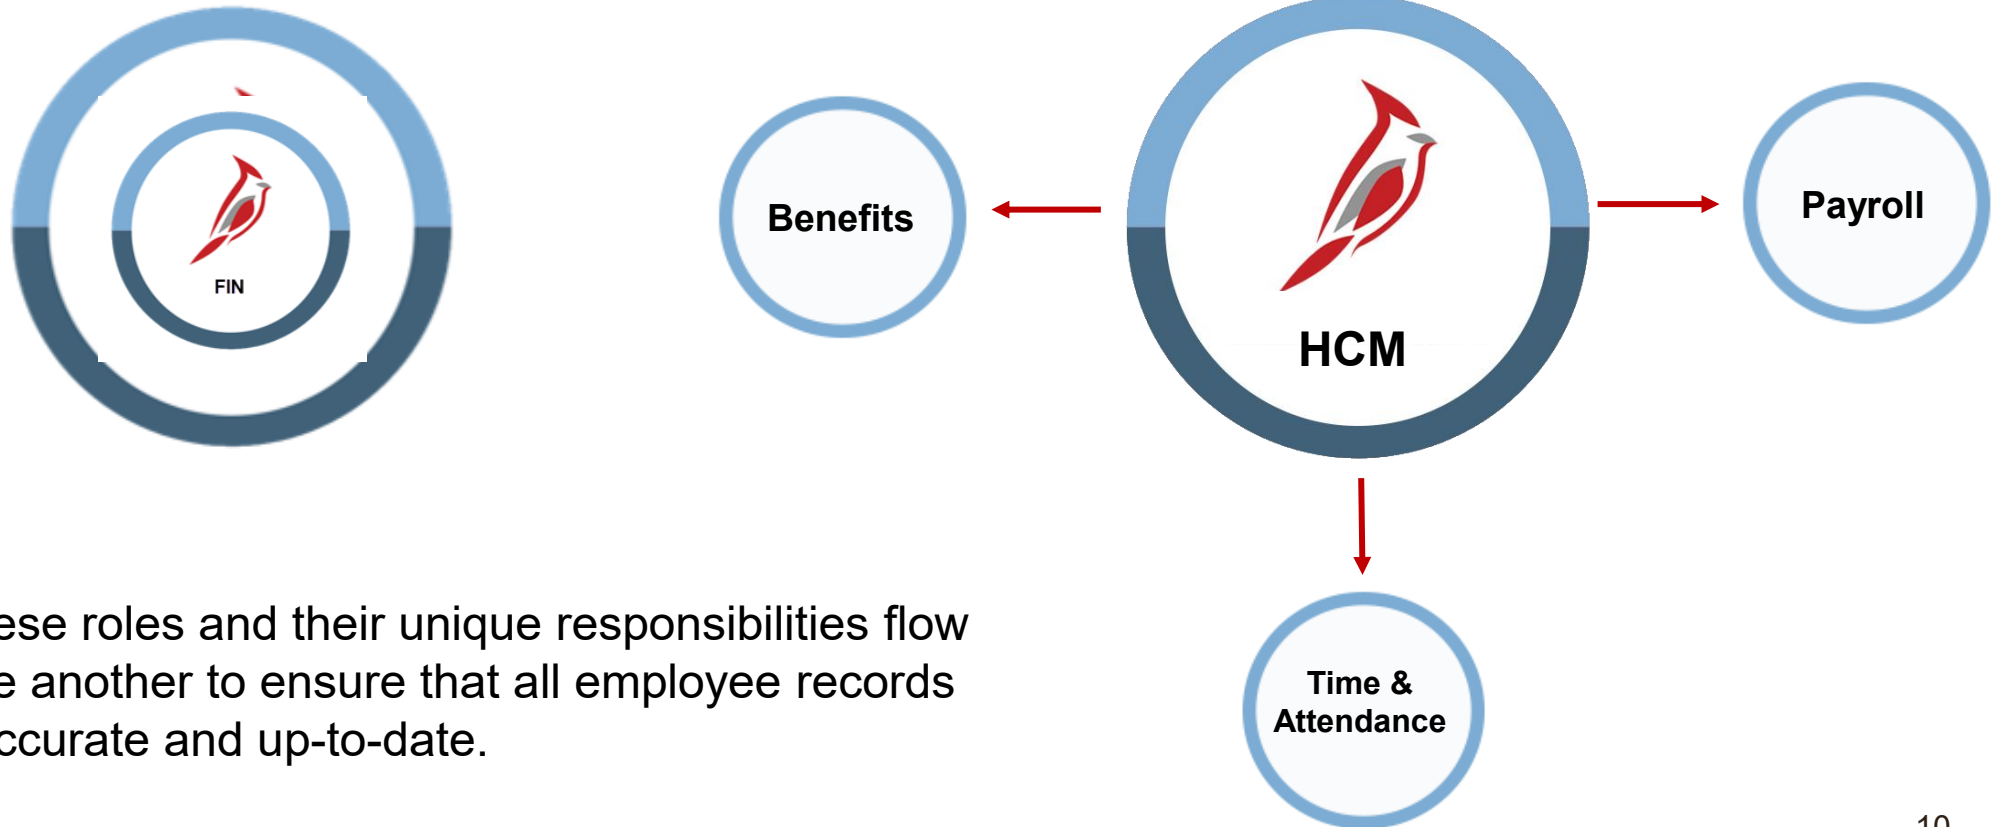 FIN
Benefits
HCM
Payroll
Time &
Attendance
ese roles and their unique responsibilities flow
e another to ensure that all employee records
ccurate and up-to-date.
10